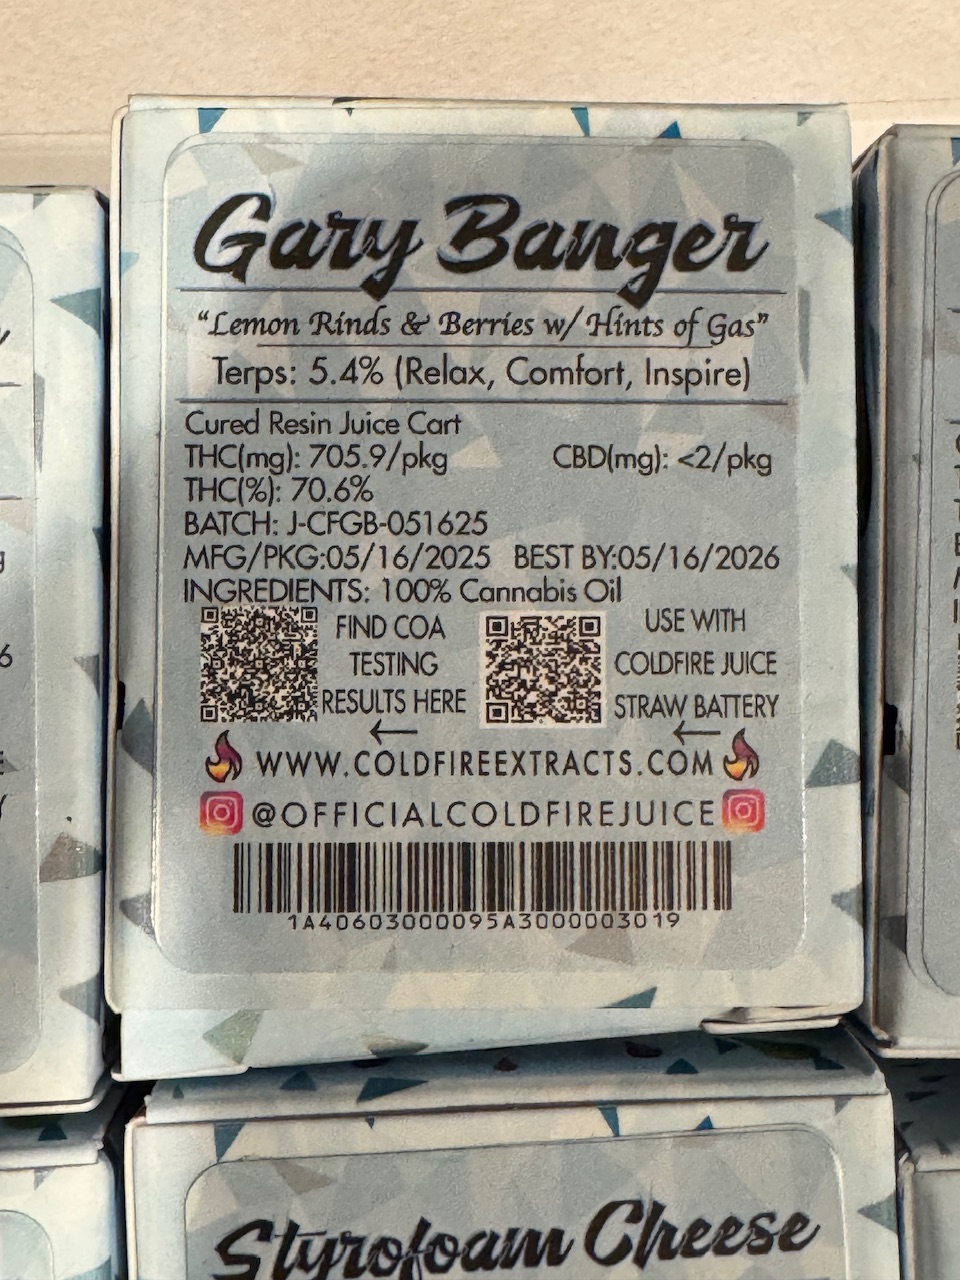 Gary Banger
"Lemon Rinds & Berries w/ Hints of Gas"
Terps: 5.4% (Relax, Comfort, Inspire)
Cured Resin Juice Cart
THC(mg): 705.9/pkg CBD(mg): <2/pkg
THC(%): 70.6%
BATCH: J-CFGB-051625
MFG/PKG:05/16/2025 BEST BY:05/16/2026
INGREDIENTS: 100% Cannabis Oil
FIND COA
TESTING
RESULTS HERE
←
USE WITH
COLDFIRE JUICE
STRAW BATTERY
←
WWW.COLDFIREEXTRACTS.COM
@OFFICIALCOLDFIREJUICE
1A40603000095A3000003019
Styrofoam Cheese